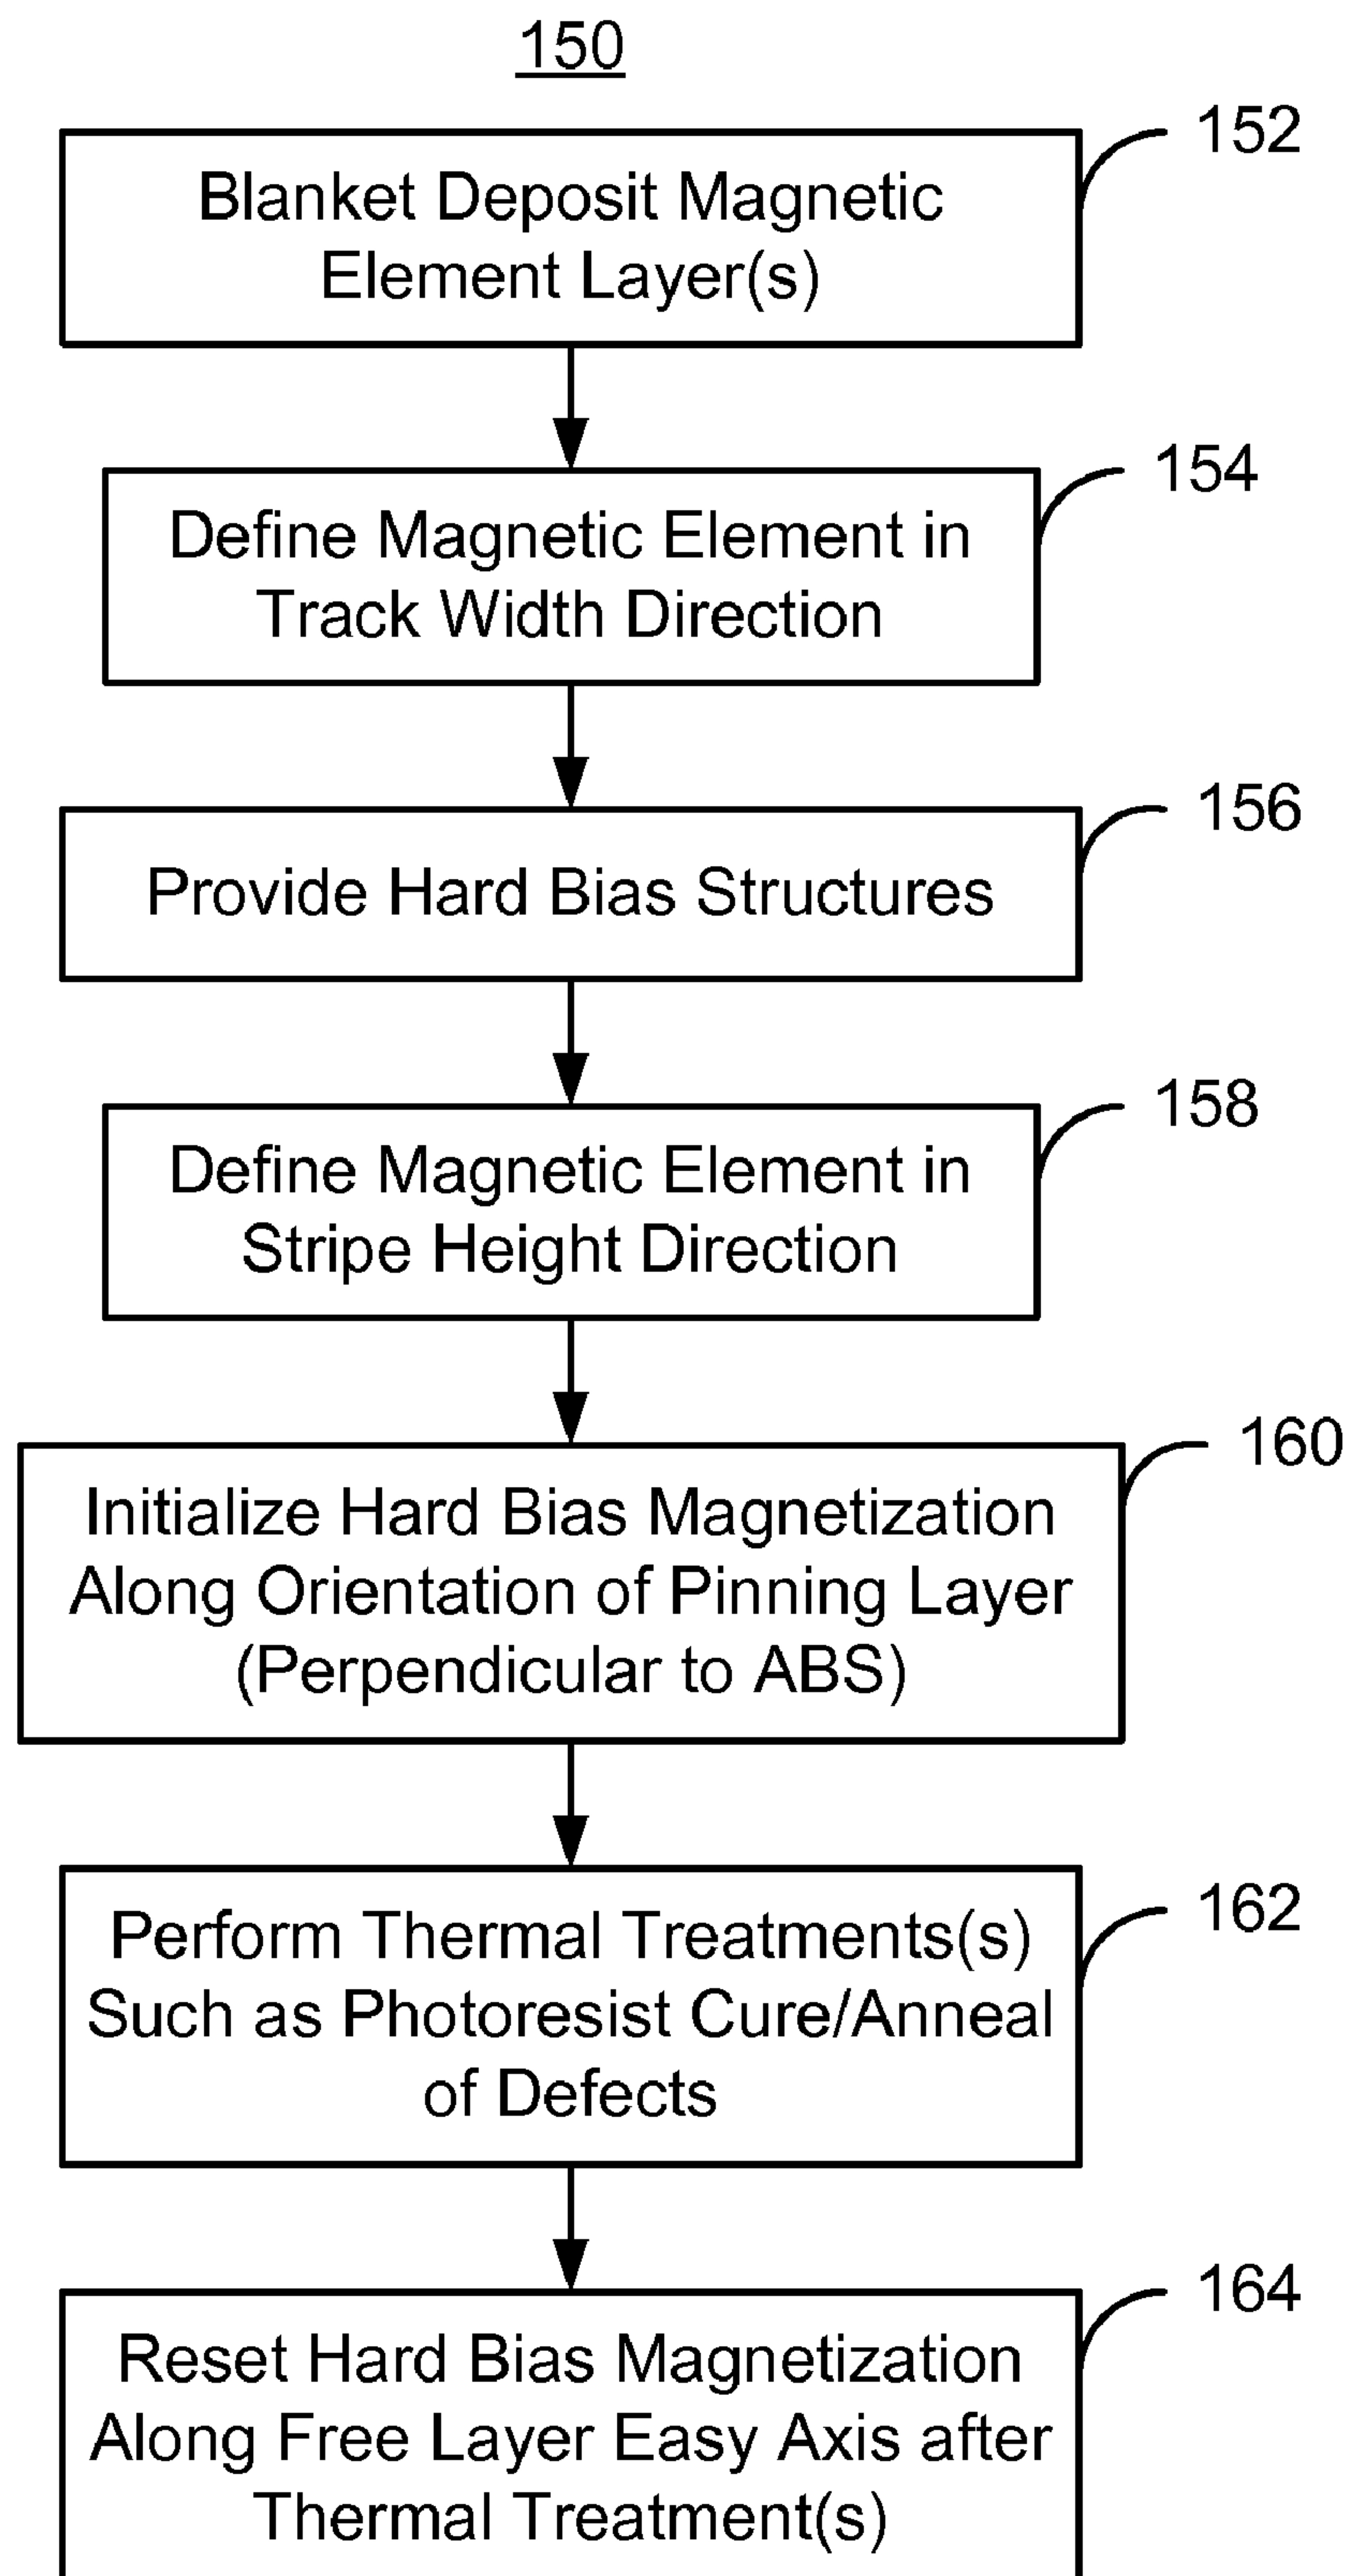 150
152
Blanket Deposit Magnetic
Element Layer(s)
154
Define Magnetic Element in
Track Width Direction
156
Provide Hard Bias Structures
158
Define Magnetic Element in
Stripe Height Direction
160
Initialize Hard Bias Magnetization
Along Orientation of Pinning Layer
(Perpendicular to ABS)
162
Perform Thermal Treatments(s)
Such as Photoresist Cure/Anneal
of Defects
164
Reset Hard Bias Magnetization
Along Free Layer Easy Axis after
Thermal Treatment(s)